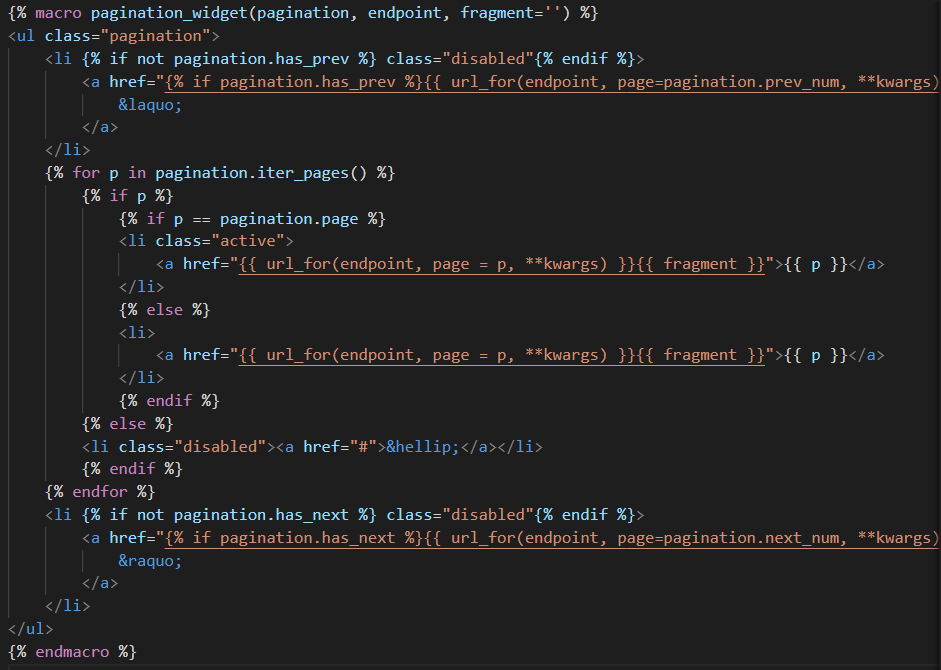 {% macro pagination_widget(pagination, endpoint, fragment='') %}
<ul class="pagination">
    <li {% if not pagination.has_prev %} class="disabled"{% endif %}>
        <a href="{% if pagination.has_prev %}{{ url_for(endpoint, page=pagination.prev_num, **kwargs)
            &laquo;
        </a>
    </li>
    {% for p in pagination.iter_pages() %}
        {% if p %}
            {% if p == pagination.page %}
            <li class="active">
                <a href="{{ url_for(endpoint, page = p, **kwargs) }}{{ fragment }}">{{ p }}</a>
            </li>
            {% else %}
            <li>
                <a href="{{ url_for(endpoint, page = p, **kwargs) }}{{ fragment }}">{{ p }}</a>
            </li>
            {% endif %}
        {% else %}
        <li class="disabled"><a href="#">&hellip;</a></li>
        {% endif %}
    {% endfor %}
    <li {% if not pagination.has_next %} class="disabled"{% endif %}>
        <a href="{% if pagination.has_next %}{{ url_for(endpoint, page=pagination.next_num, **kwargs)
            &raquo;
        </a>
    </li>
</ul>
{% endmacro %}